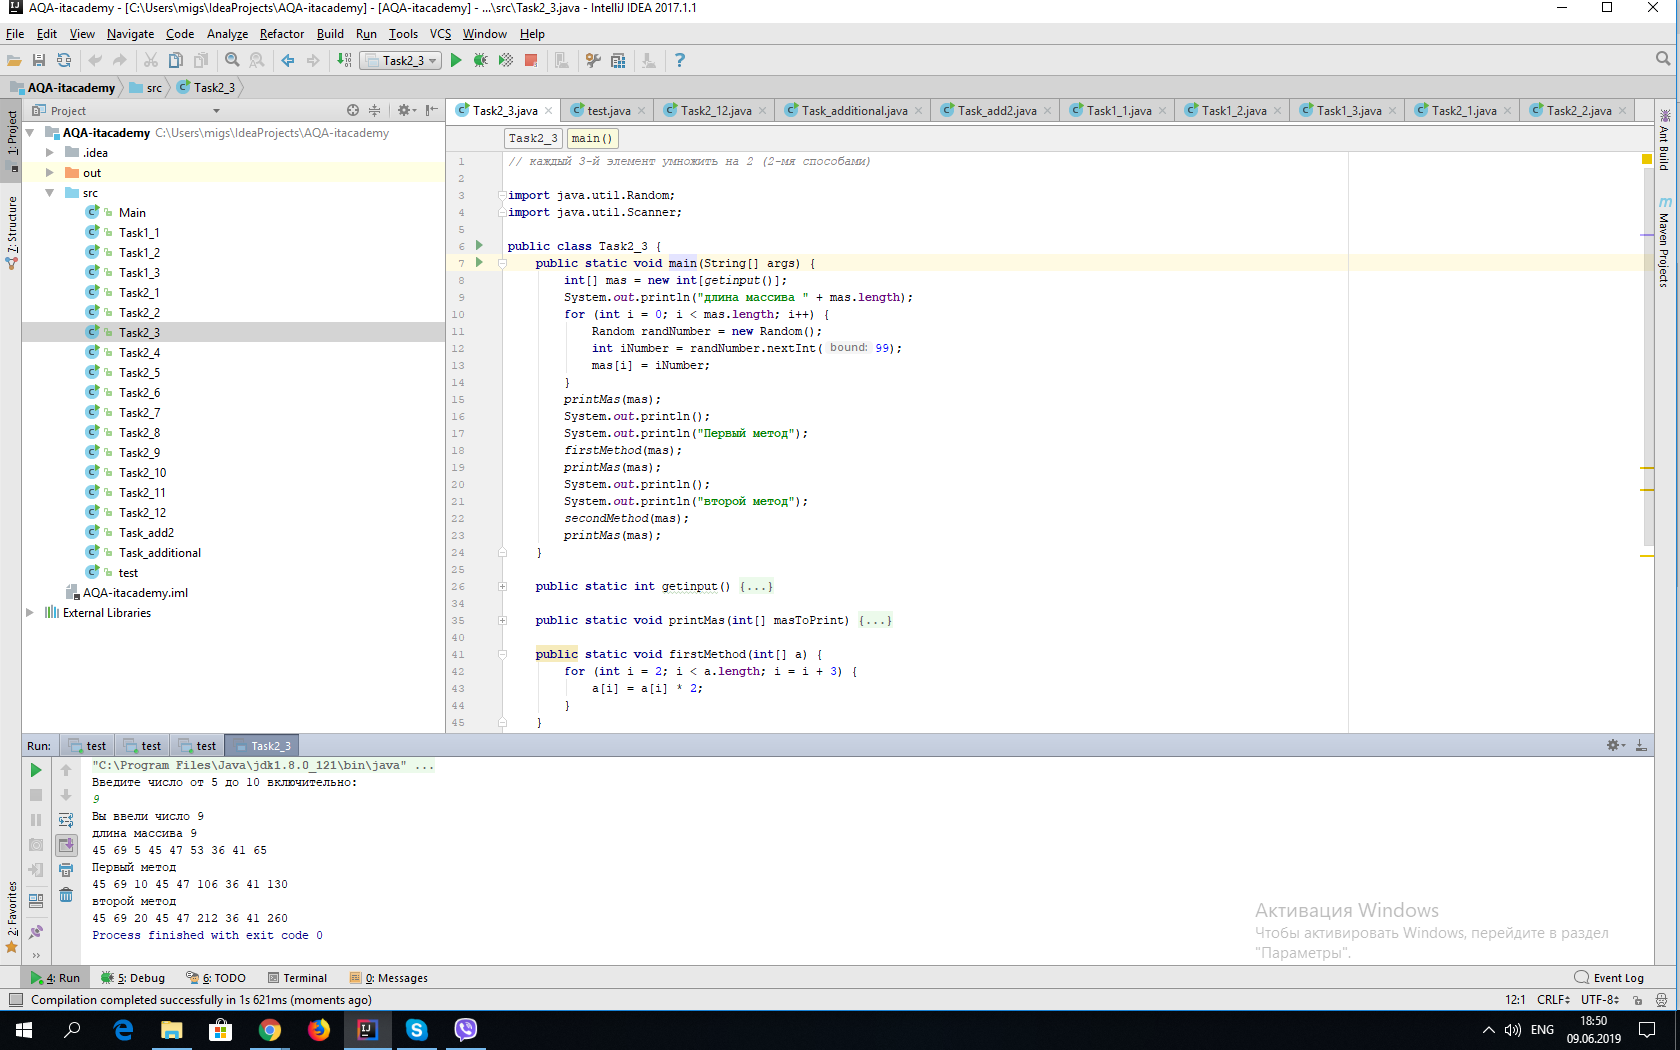 AQA-itacademy - [C:\Users\migs\IdeaProjects\AQA-itacademy] - [AQA-itacademy] - ...\src\Task2_3.java - IntelliJ IDEA 2017.1.1
File Edit View Navigate Code Analyze Refactor Build Run Tools VCS Window Help
Task2_3
AQA-itacademy src Task2_3
Project
Task2_3.java test.java Task2_12.java Task_additional.java Task_add2.java Task1_1.java Task1_2.java Task1_3.java Task2_1.java Task2_2.java
1: Project
7: Structure
2: Favorites
AQA-itacademy C:\Users\migs\IdeaProjects\AQA-itacademy
.idea
out
src
Main
Task1_1
Task1_2
Task1_3
Task2_1
Task2_2
Task2_3
Task2_4
Task2_5
Task2_6
Task2_7
Task2_8
Task2_9
Task2_10
Task2_11
Task2_12
Task_add2
Task_additional
test
AQA-itacademy.iml
External Libraries
Task2_3 main()
1 // каждый 3-й элемент умножить на 2 (2-мя способами)
2
3 import java.util.Random;
4 import java.util.Scanner;
5
6 public class Task2_3 {
7 public static void main(String[] args) {
8 int[] mas = new int[getinput()];
9 System.out.println("длина массива " + mas.length);
10 for (int i = 0; i < mas.length; i++) {
11 Random randNumber = new Random();
12 int iNumber = randNumber.nextInt( bound: 99);
13 mas[i] = iNumber;
14 }
15 printMas(mas);
16 System.out.println();
17 System.out.println("Первый метод");
18 firstMethod(mas);
19 printMas(mas);
20 System.out.println();
21 System.out.println("второй метод");
22 secondMethod(mas);
23 printMas(mas);
24 }
25
26 public static int getinput() {...}
34
35 public static void printMas(int[] masToPrint) {...}
40
41 public static void firstMethod(int[] a) {
42 for (int i = 2; i < a.length; i = i + 3) {
43 a[i] = a[i] * 2;
44 }
45 }
Ant Build
Maven Projects
Run: test test test Task2_3
"C:\Program Files\Java\jdk1.8.0_121\bin\java" ...
Введите число от 5 до 10 включительно:
9
Вы ввели число 9
длина массива 9
45 69 5 45 47 53 36 41 65
Первый метод
45 69 10 45 47 106 36 41 130
второй метод
45 69 20 45 47 212 36 41 260
Process finished with exit code 0
Активация Windows
Чтобы активировать Windows, перейдите в раздел
"Параметры".
4: Run 5: Debug 6: TODO Terminal 0: Messages Event Log
Compilation completed successfully in 1s 621ms (moments ago) 12:1 CRLF UTF-8
ENG 18:50
09.06.2019